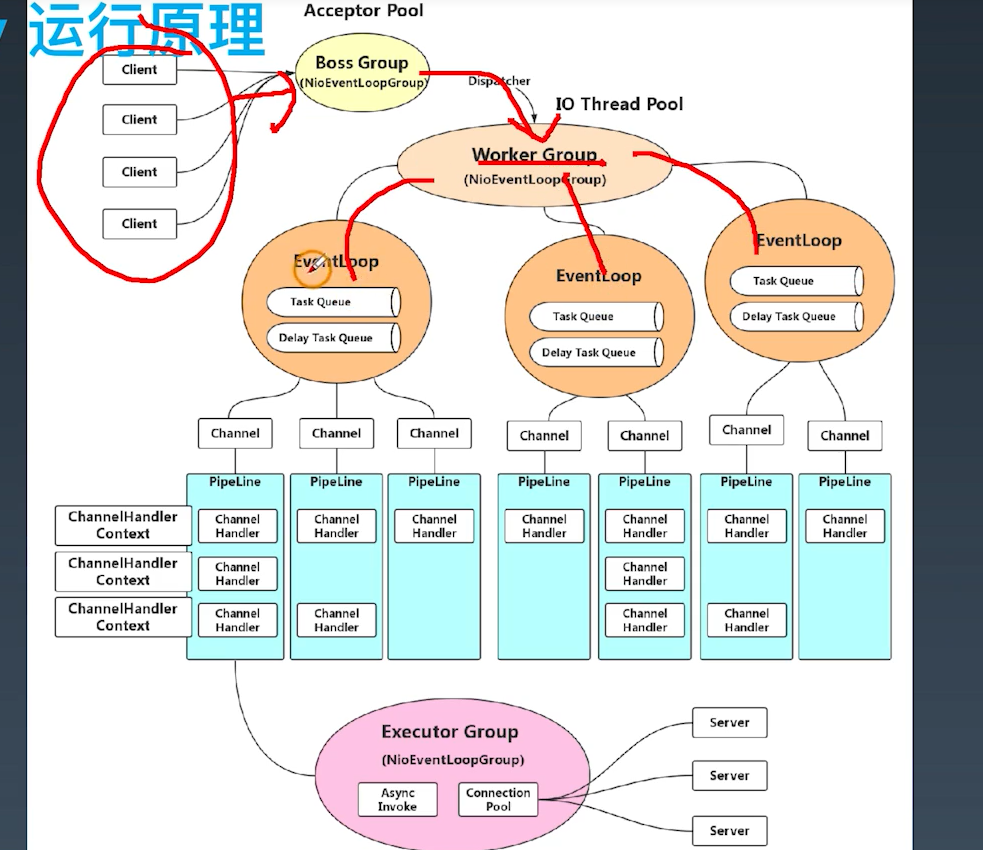 运行原理
Acceptor Pool
Client
Client
Client
Client
Boss Group
(NioEventLoopGroup)
Dispatcher
IO Thread Pool
Worker Group
(NioEventLoopGroup)
EventLoop
Task Queue
Delay Task Queue
EventLoop
Task Queue
Delay Task Queue
EventLoop
Task Queue
Delay Task Queue
Channel
Channel
Channel
Channel
Channel
Channel
Channel
PipeLine
PipeLine
PipeLine
PipeLine
PipeLine
PipeLine
PipeLine
ChannelHandler
Context
Channel
Handler
Channel
Handler
Channel
Handler
Channel
Handler
Channel
Handler
Channel
Handler
Channel
Handler
ChannelHandler
Context
Channel
Handler
Channel
Handler
ChannelHandler
Context
Channel
Handler
Channel
Handler
Channel
Handler
Channel
Handler
Executor Group
(NioEventLoopGroup)
Async
Invoke
Connection
Pool
Server
Server
Server